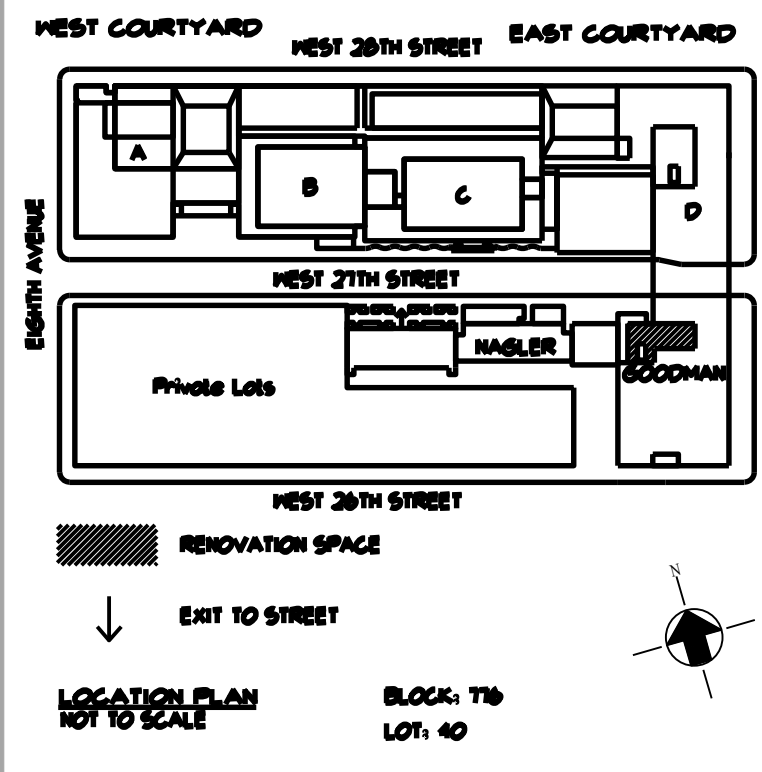 WEST COURTYARD
WEST 28TH STREET
EAST COURTYARD
A
B
C
D
EIGHTH AVENUE
WEST 27TH STREET
NAGLER
GOODMAN
Private Lots
WEST 26TH STREET
RENOVATION SPACE
N
EXIT TO STREET
LOCATION PLAN
NOT TO SCALE
BLOCK: 776
LOT: 40